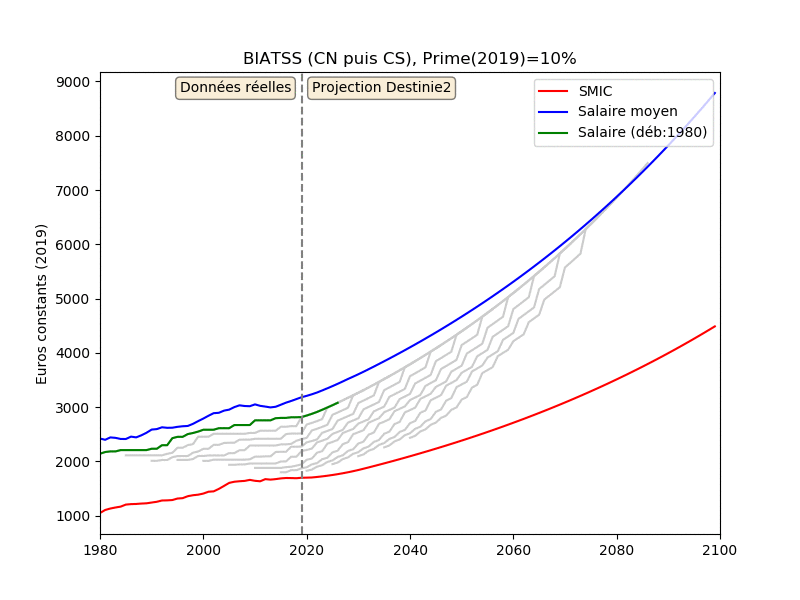 BIATSS (CN puis CS), Prime(2019)=10%
Données réelles
Projection Destinie2
SMIC
Salaire moyen
Salaire (déb:1980)
Euros constants (2019)
9000
8000
7000
6000
5000
4000
3000
2000
1000
1980 2000 2020 2040 2060 2080 2100